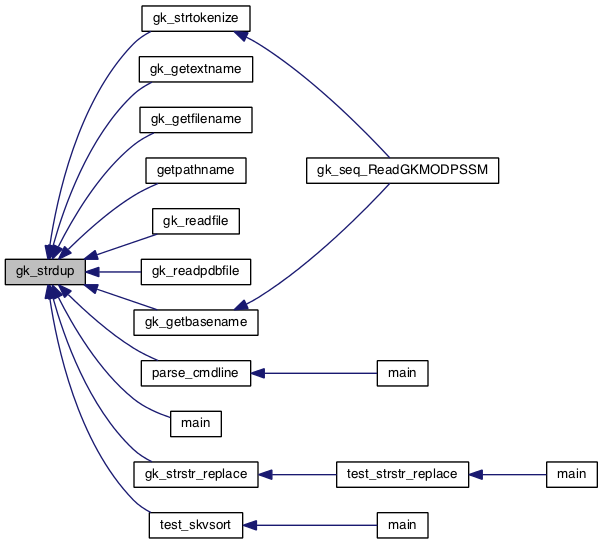 gk_strtokenize
gk_getextname
gk_getfilename
getpathname
gk_seq_ReadGKMODPSSM
gk_readfile
gk_strdup
gk_readpdbfile
gk_getbasename
parse_cmdline
main
main
gk_strstr_replace
test_strstr_replace
main
test_skvsort
main